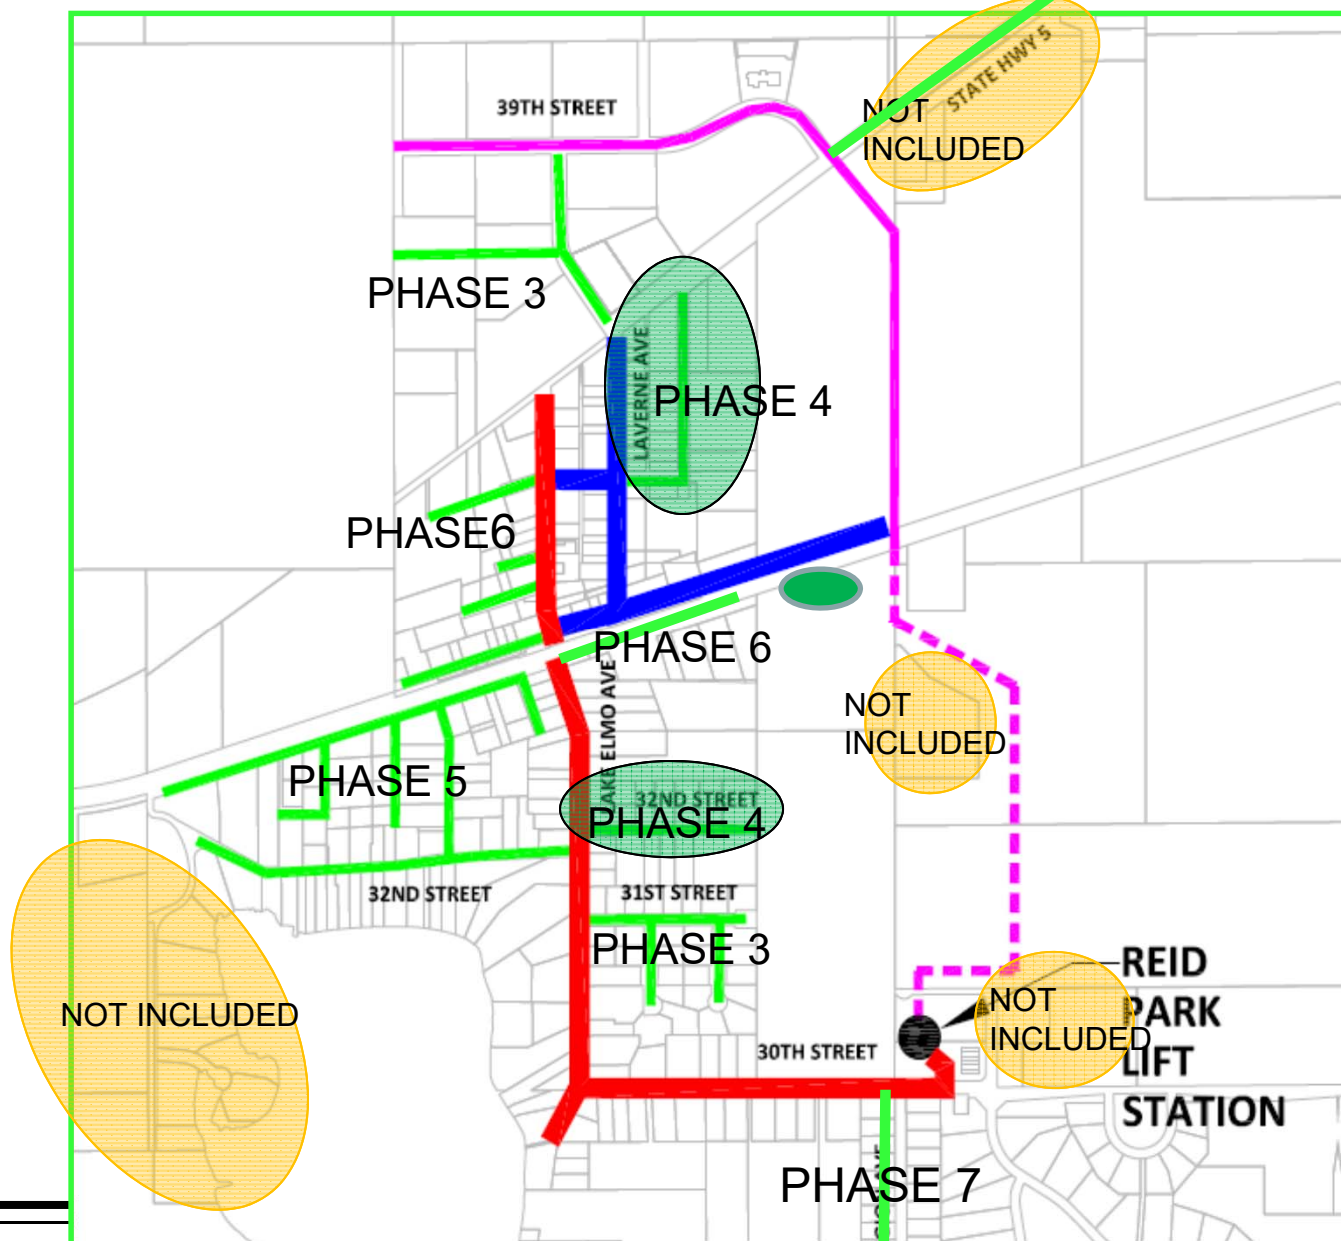 STATE HWY 5
39TH STREET
NOT
INCLUDED
PHASE 3
LAVERNE AVE
PHASE 4
PHASE6
PHASE 6
LAKE ELMO AVE
NOT
INCLUDED
PHASE 5
32ND STREET
PHASE 4
32ND STREET
31ST STREET
PHASE 3
REID
PARK
LIFT
STATION
NOT
INCLUDED
NOT INCLUDED
30TH STREET
PHASE 7
AVE